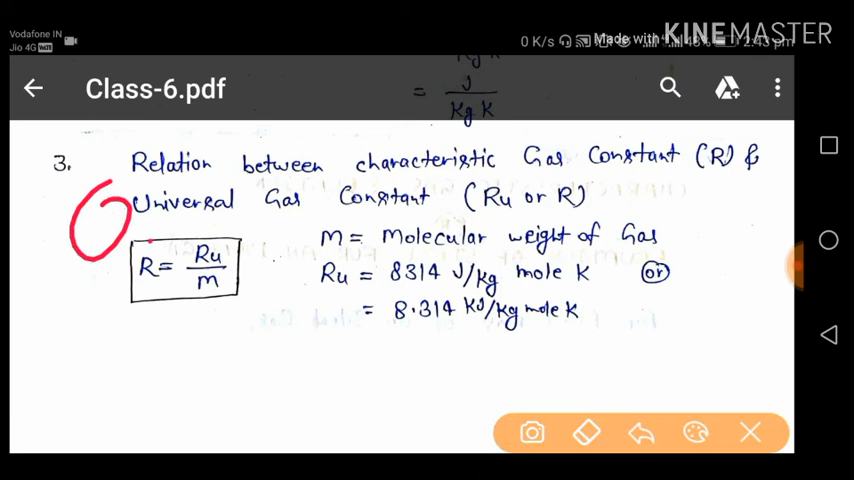 Vodafone IN
Jio 4G VoLTE
0 K/s
48%
2:43 pm
Made with
KINEMASTER
Class-6.pdf
= J
Kg K
3. Relation between characteristic Gas Constant (R) &
Universal Gas Constant (Ru or R)
R = Ru
m
m = Molecular weight of Gas
Ru = 8314 J/kg mole K (or)
= 8.314 KJ/Kg mole K